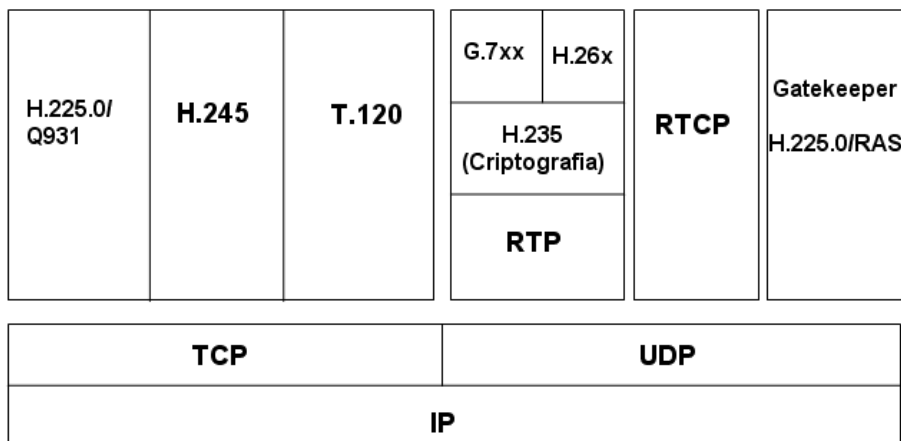 H.225.0/
Q931
H.245
T.120
G.7xx
H.26x
H.235
(Criptografia)
RTP
RTCP
Gatekeeper
H.225.0/RAS
TCP
UDP
IP